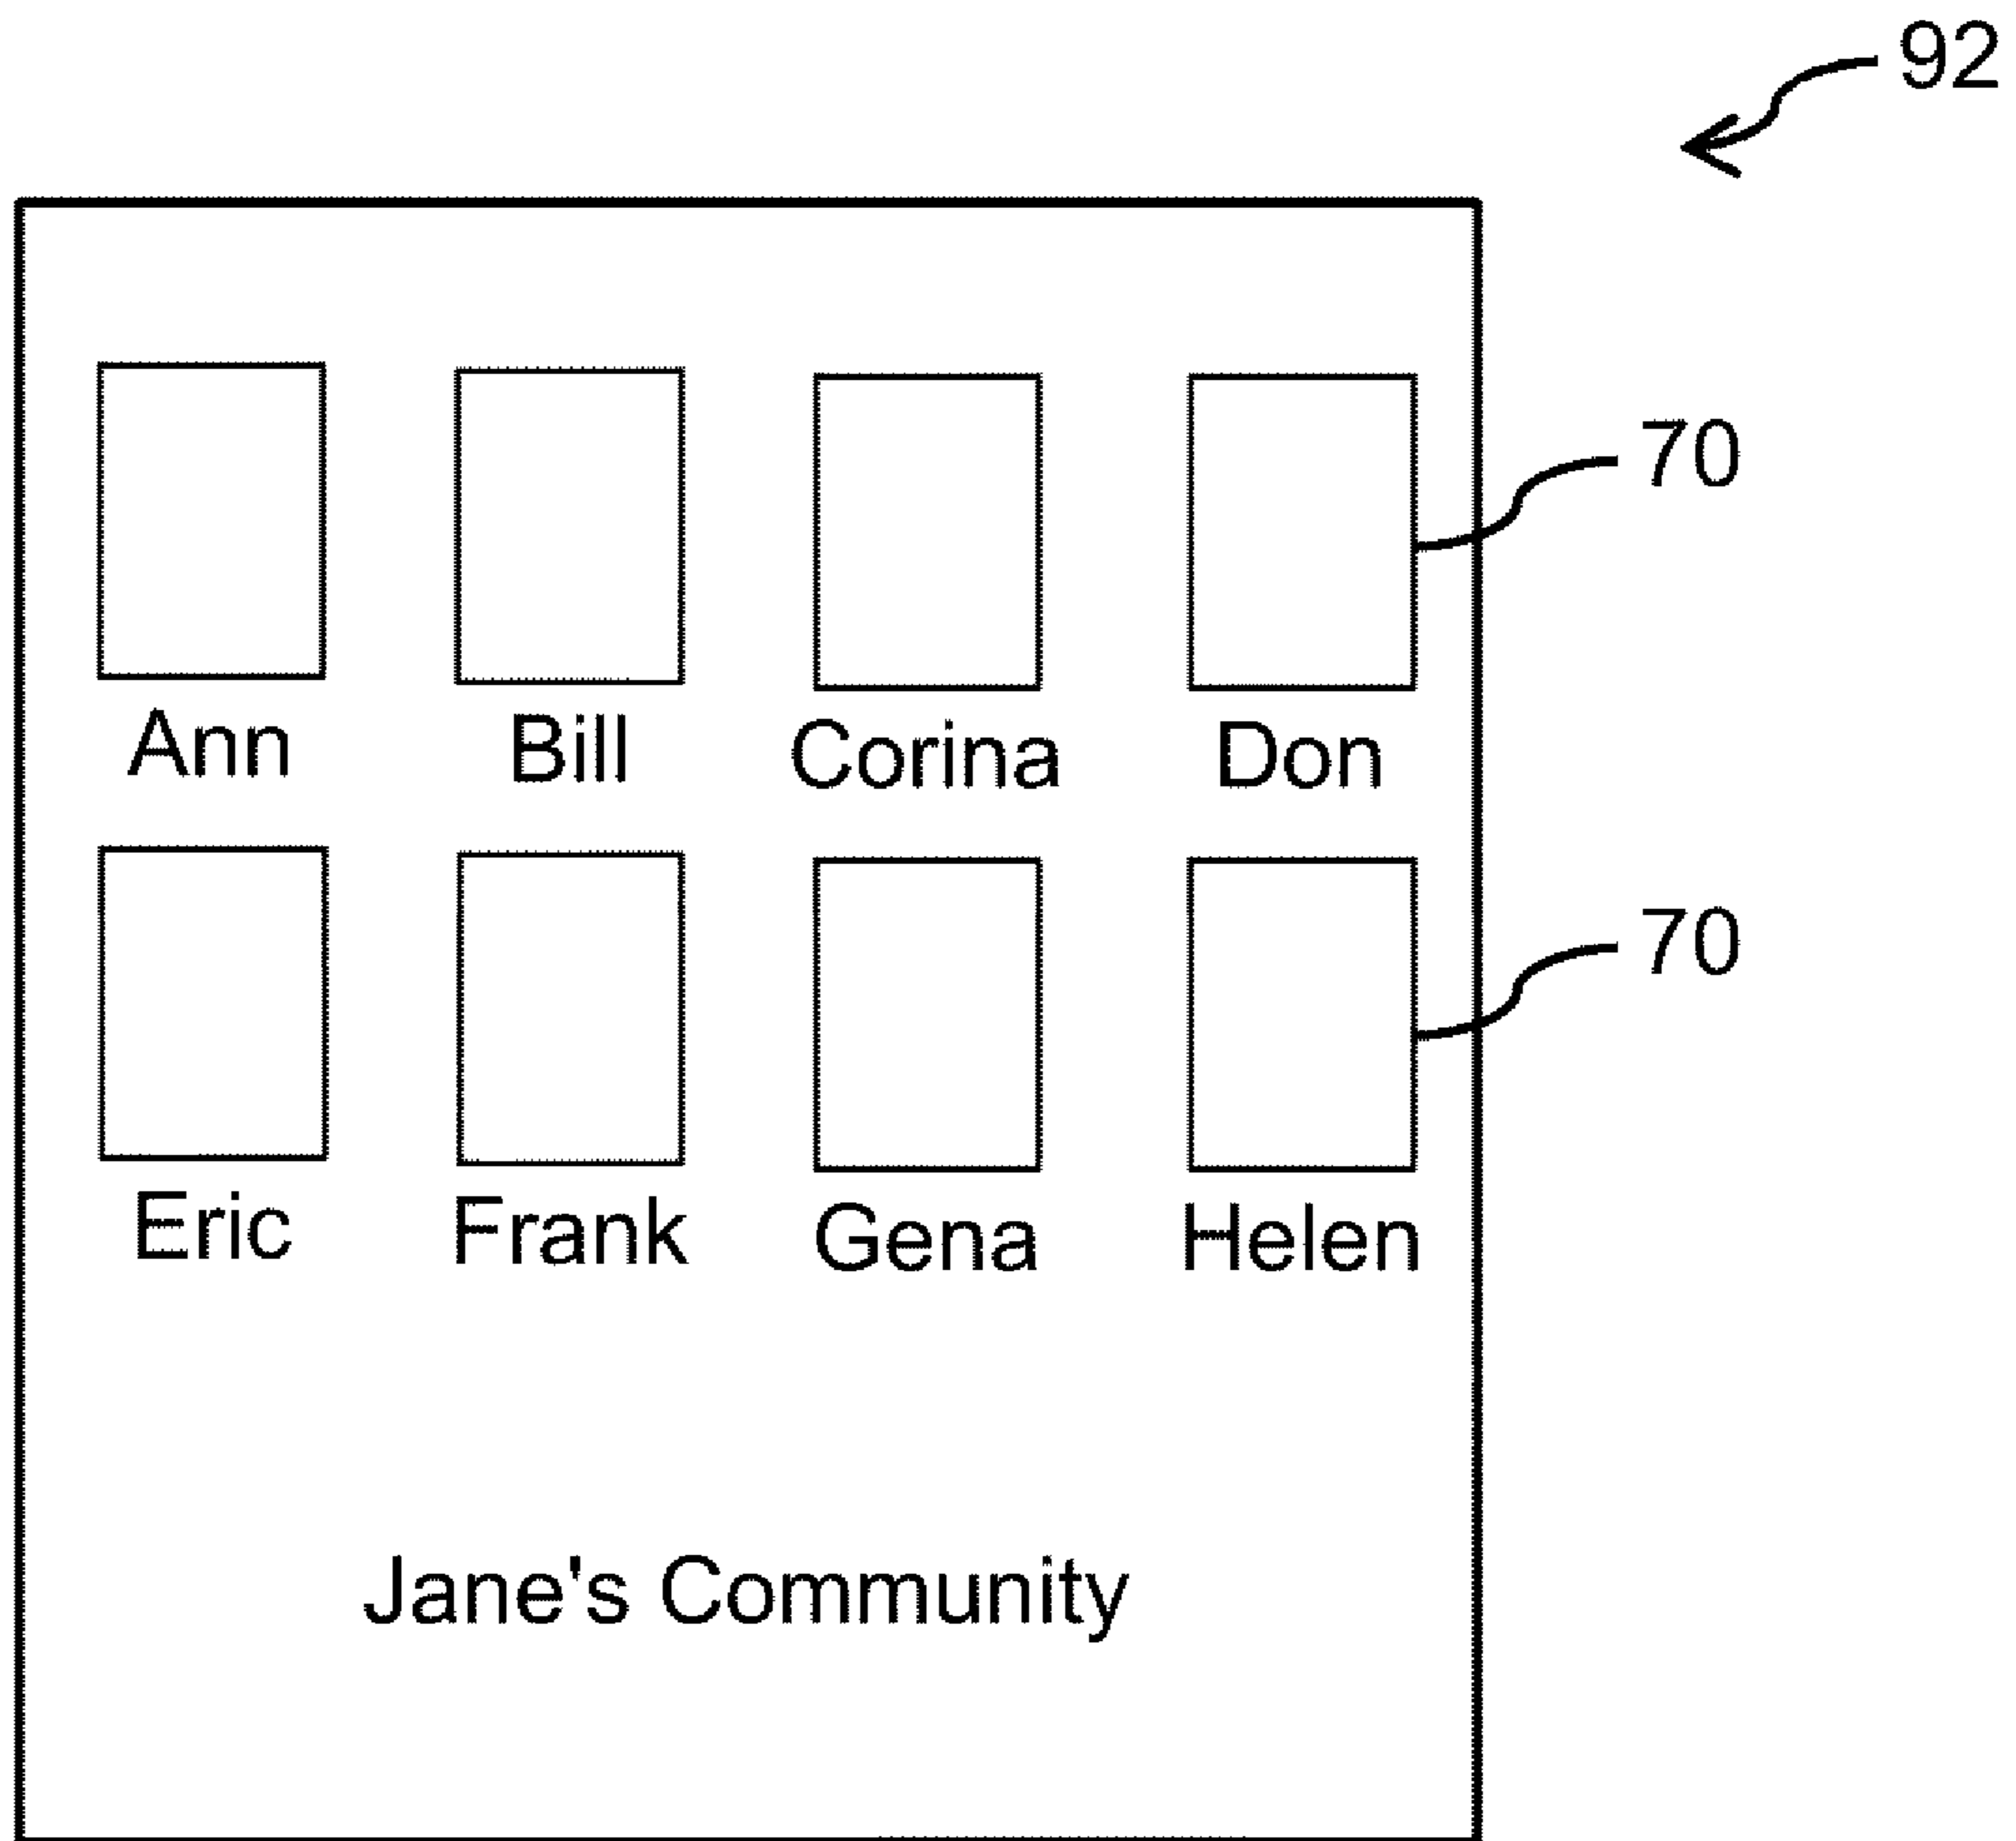 92
70
Ann Bill Corina Don
70
Eric Frank Gena Helen
Jane's Community